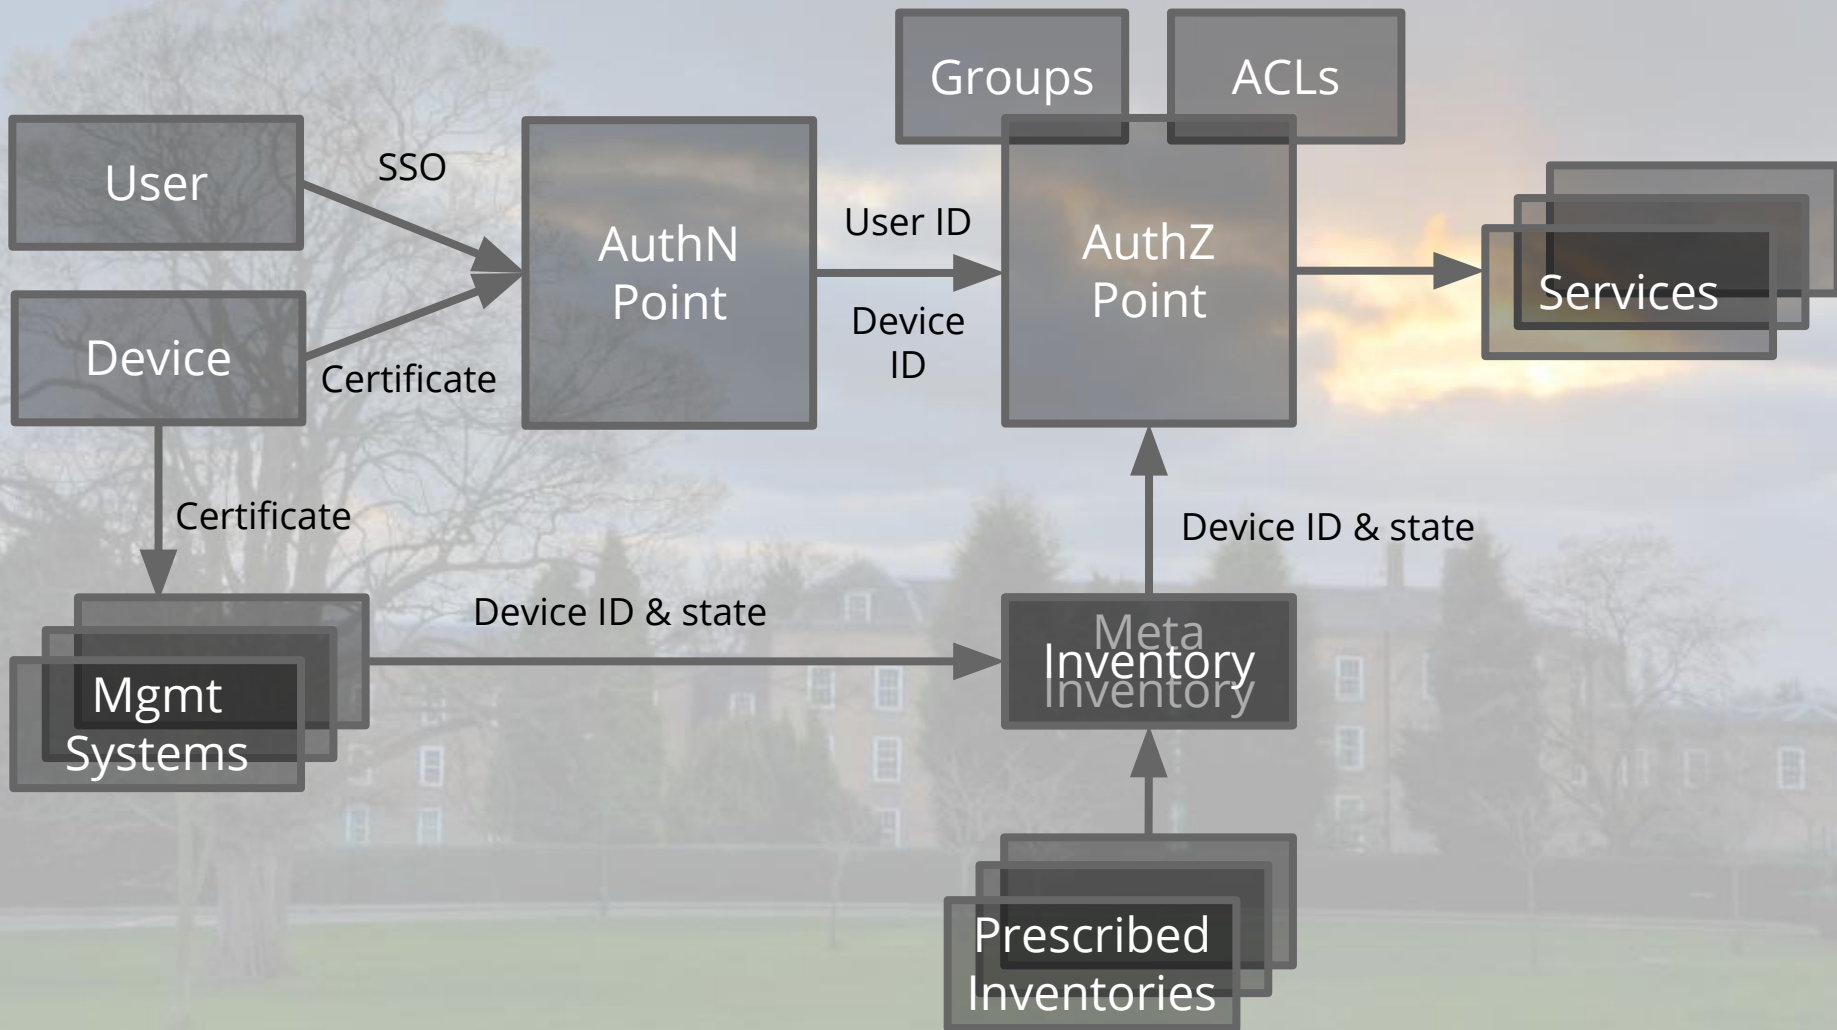 Groups
ACLs
User
SSO
AuthN
Point
User ID
AuthZ
Point
Services
Device
Certificate
Device
ID
Certificate
Device ID & state
Device ID & state
Meta
Inventory
Inventory
Mgmt
Systems
Prescribed
Inventories